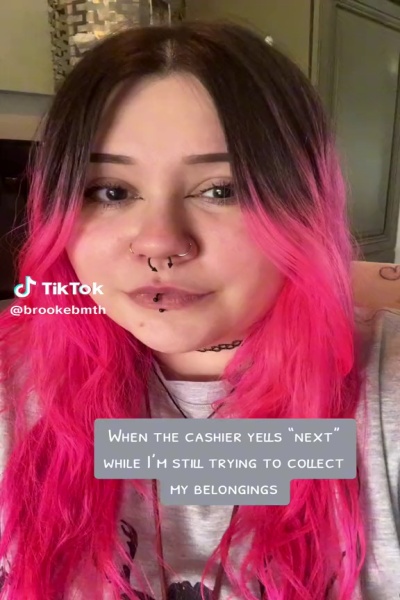 TikTok
@brookebmth
When the cashier yells "next"
while I'm still trying to collect
my belongings